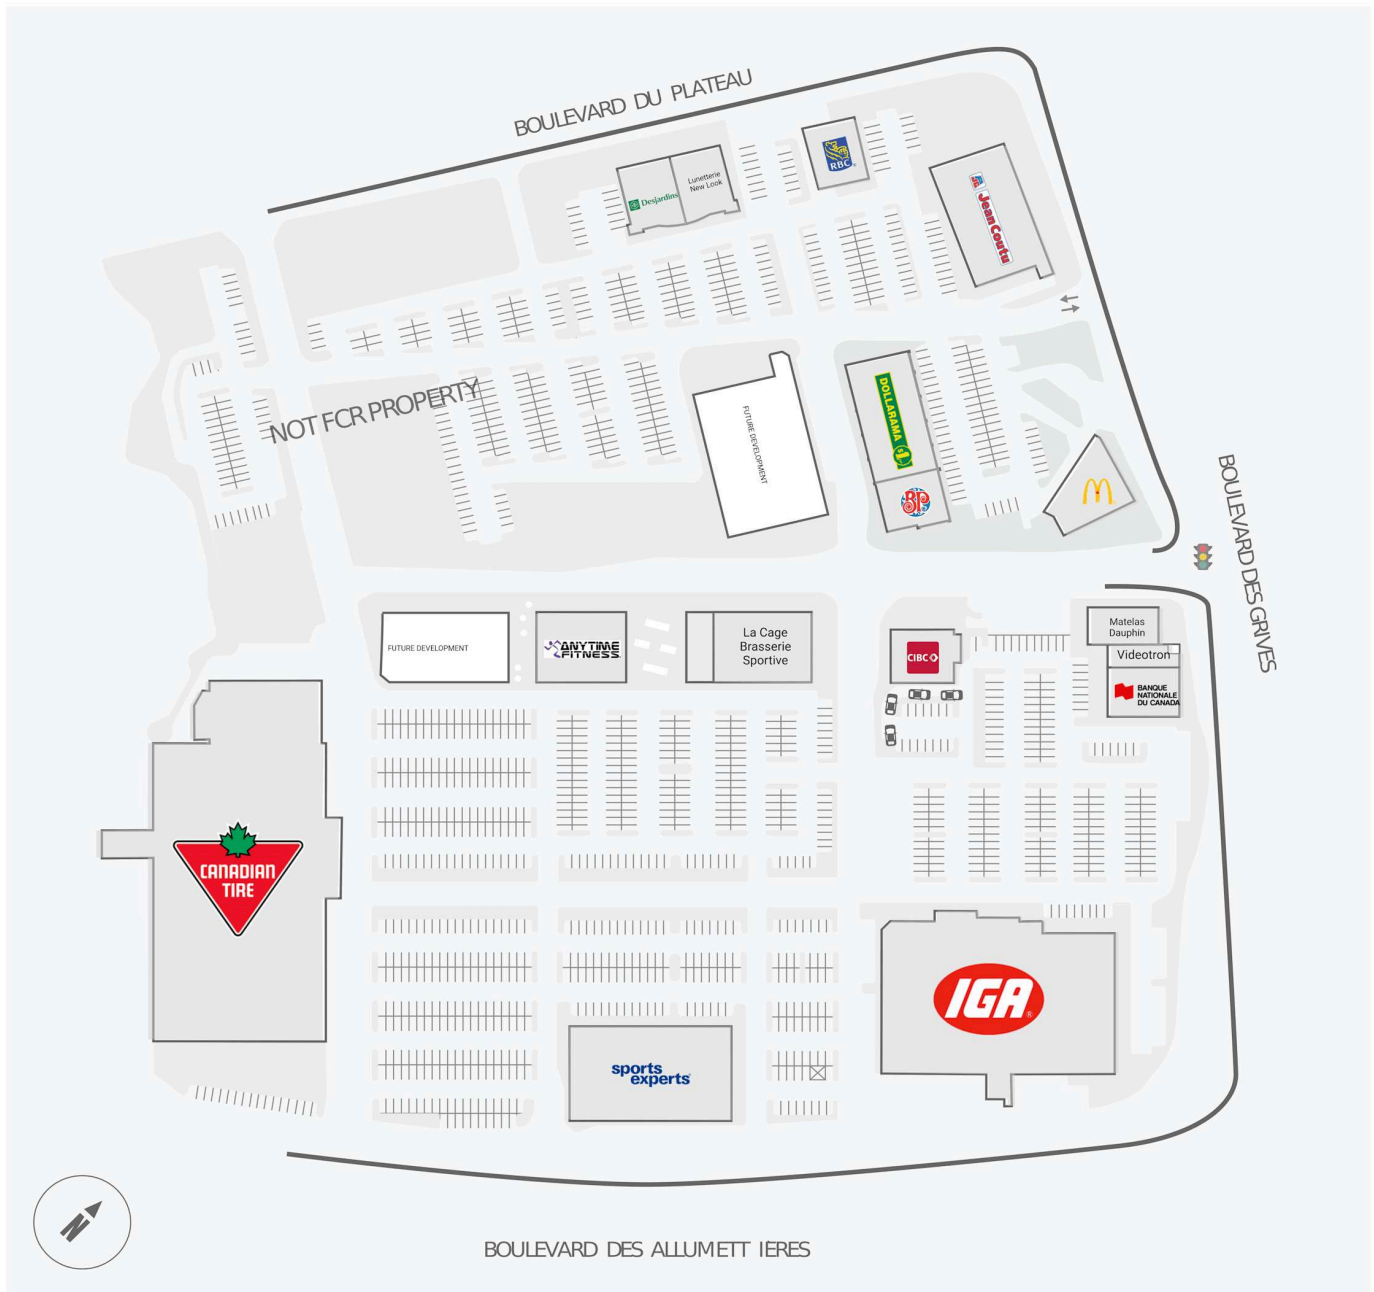 BOULEVARD DU PLATEAU
RBC
Desjardins
Lunetterie
New Look
Jean Coutu
NOT FCR PROPERTY
FUTURE DEVELOPMENT
DOLLARAMA
$1
BP
BOULEVARD DES GRIVES
FUTURE DEVELOPMENT
ANYTIME
FITNESS
La Cage
Brasserie
Sportive
CIBC
Matelas
Dauphin
Videotron
BANQUE
NATIONALE
DU CANADA
CANADIAN
TIRE
IGA
®
sports
experts
N
BOULEVARD DES ALLUMETT IÈRES